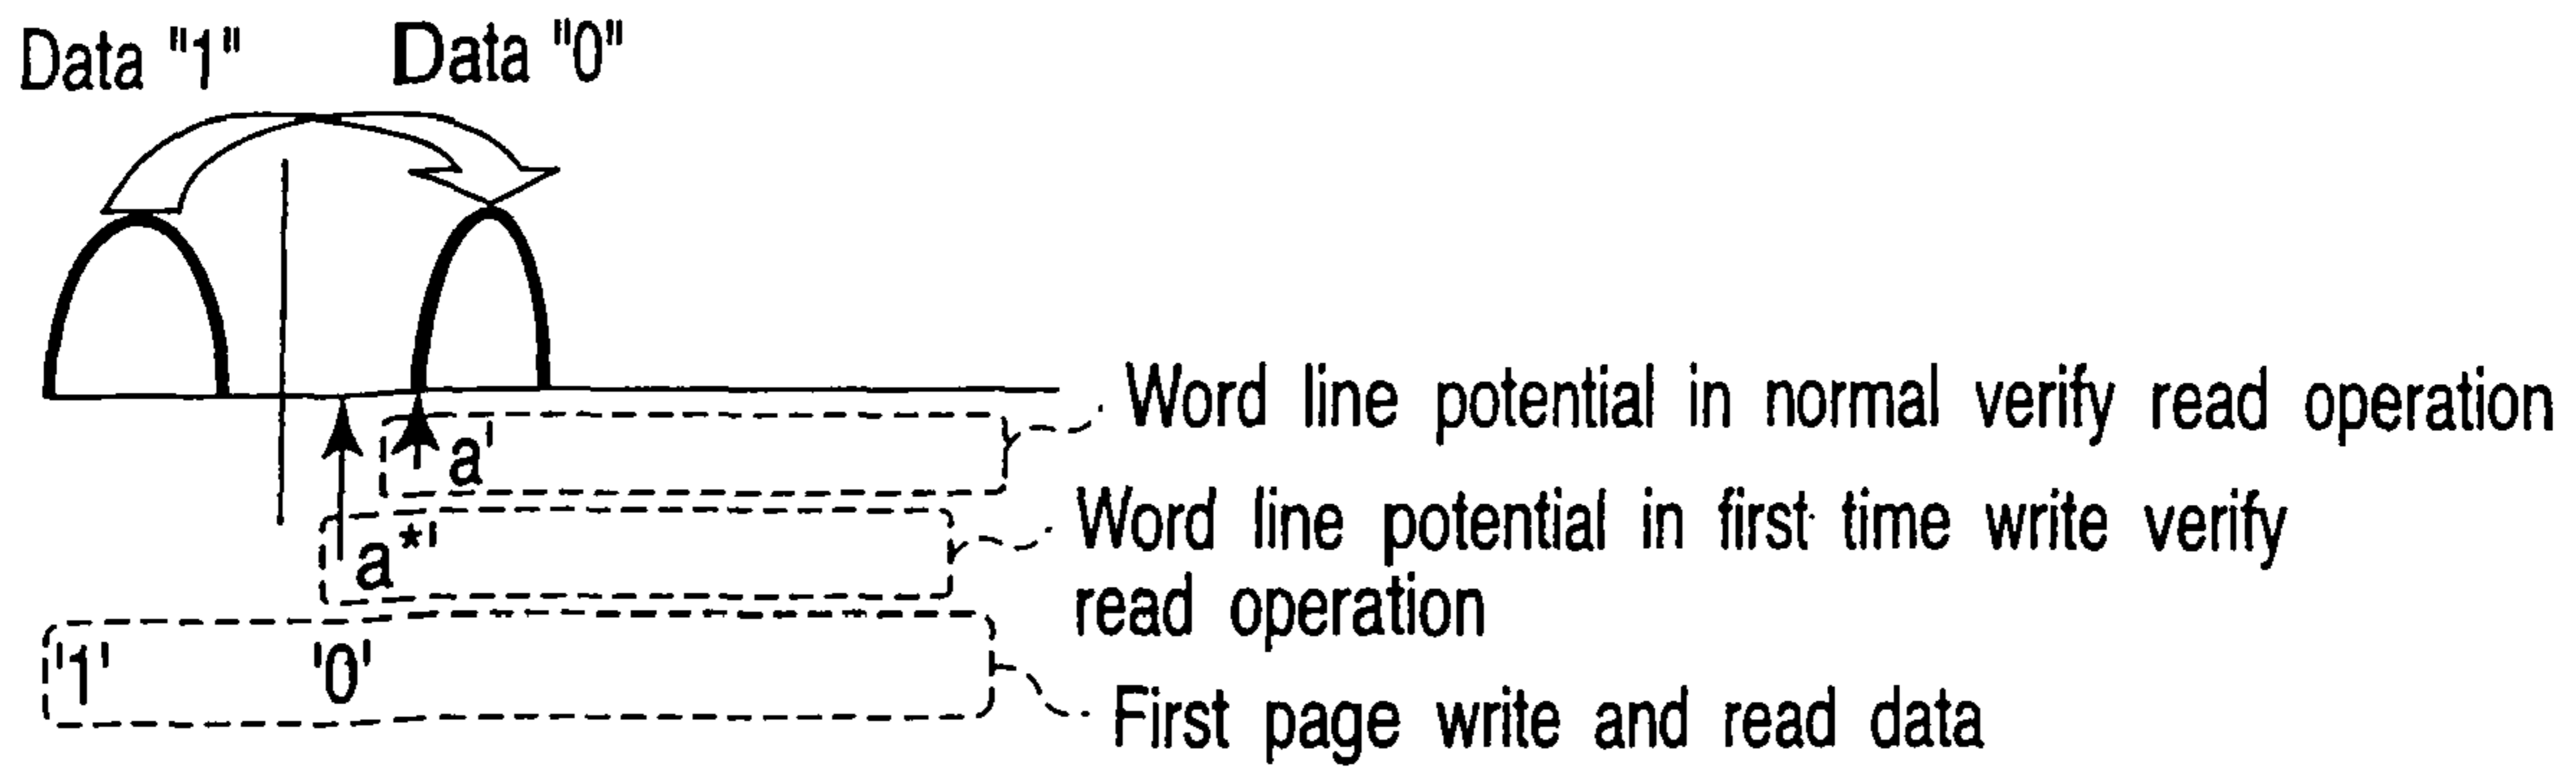 Data "1" Data "0"
Word line potential in normal verify read operation
a'
Word line potential in first time write verify
a*'
read operation
'1' '0'
First page write and read data